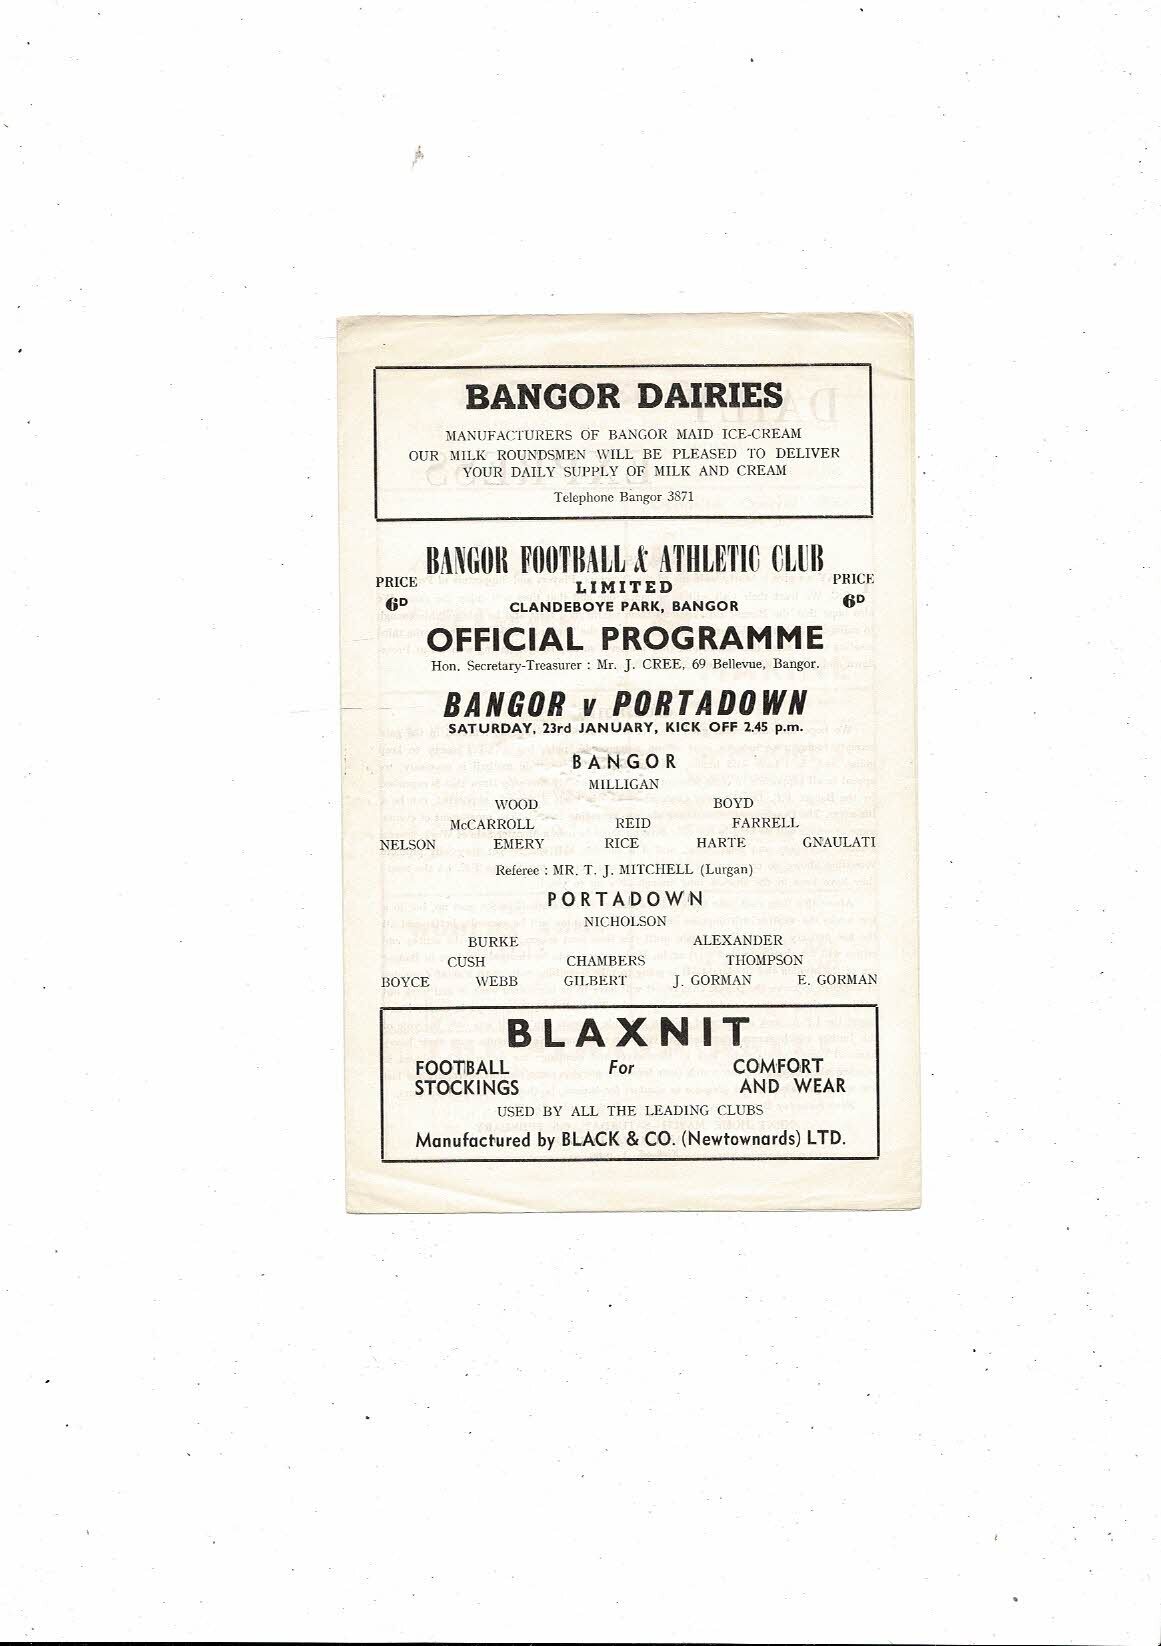 BANGOR DAIRIES
MANUFACTURERS OF BANGOR MAID ICE-CREAM
OUR MILK ROUNDSMEN WILL BE PLEASED TO DELIVER
YOUR DAILY SUPPLY OF MILK AND CREAM
Telephone Bangor 3871
BANGOR FOOTBALL & ATHLETIC CLUB
PRICE LIMITED PRICE
6D CLANDEBOYE PARK, BANGOR 6D
OFFICIAL PROGRAMME
Hon. Secretary-Treasurer : Mr. J. CREE, 69 Bellevue, Bangor.
BANGOR v PORTADOWN
SATURDAY, 23rd JANUARY, KICK OFF 2.45 p.m.
BANGOR
MILLIGAN
WOOD BOYD
McCARROLL REID FARRELL
NELSON EMERY RICE HARTE GNAULATI
Referee : MR. T. J. MITCHELL (Lurgan)
PORTADOWN
NICHOLSON
BURKE ALEXANDER
CUSH CHAMBERS THOMPSON
BOYCE WEBB GILBERT J. GORMAN E. GORMAN
BLAXNIT
FOOTBALL For COMFORT
STOCKINGS AND WEAR
USED BY ALL THE LEADING CLUBS
Manufactured by BLACK & CO. (Newtownards) LTD.